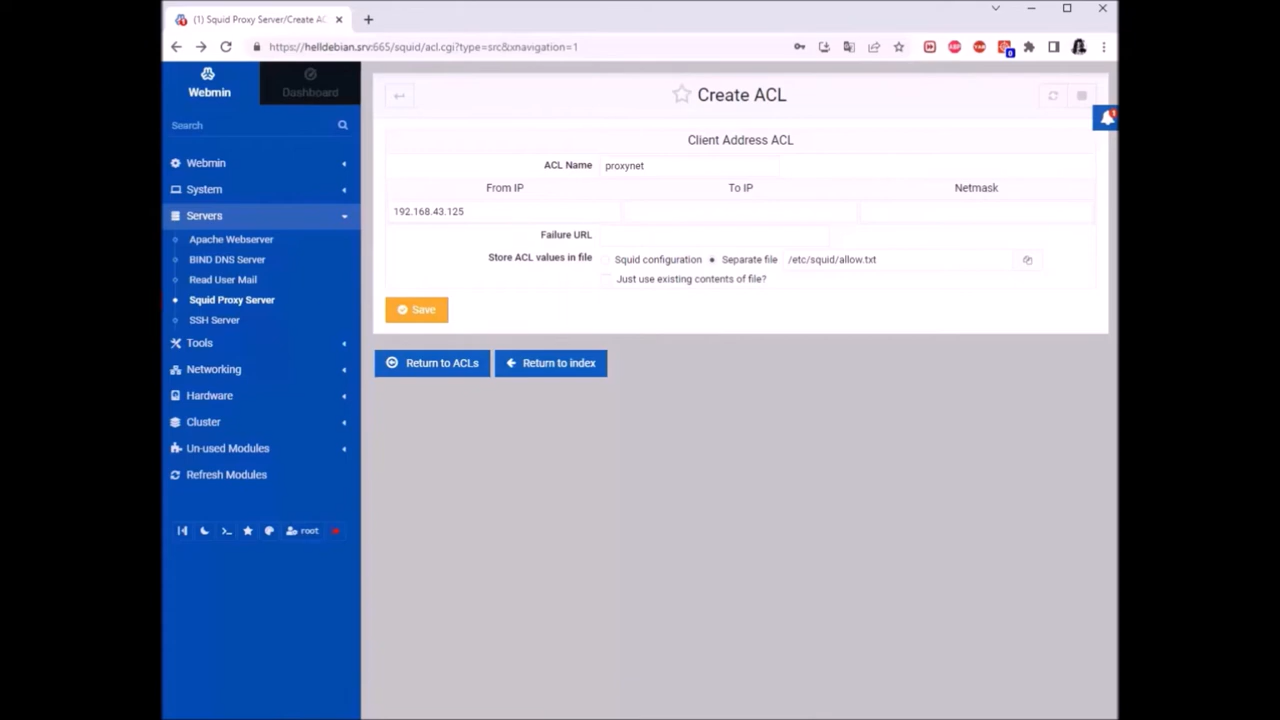 (1) Squid Proxy Server/Create AC
https://helldebian.srv:665/squid/acl.cgi?type=src&xnavigation=1
Webmin
Dashboard
Search
Webmin
System
Servers
Apache Webserver
BIND DNS Server
Read User Mail
Squid Proxy Server
SSH Server
Tools
Networking
Hardware
Cluster
Un-used Modules
Refresh Modules
root
Create ACL
Client Address ACL
ACL Name proxynet
From IP To IP Netmask
192.168.43.125
Failure URL
Store ACL values in file Squid configuration Separate file /etc/squid/allow.txt
Just use existing contents of file?
Save
Return to ACLs Return to index